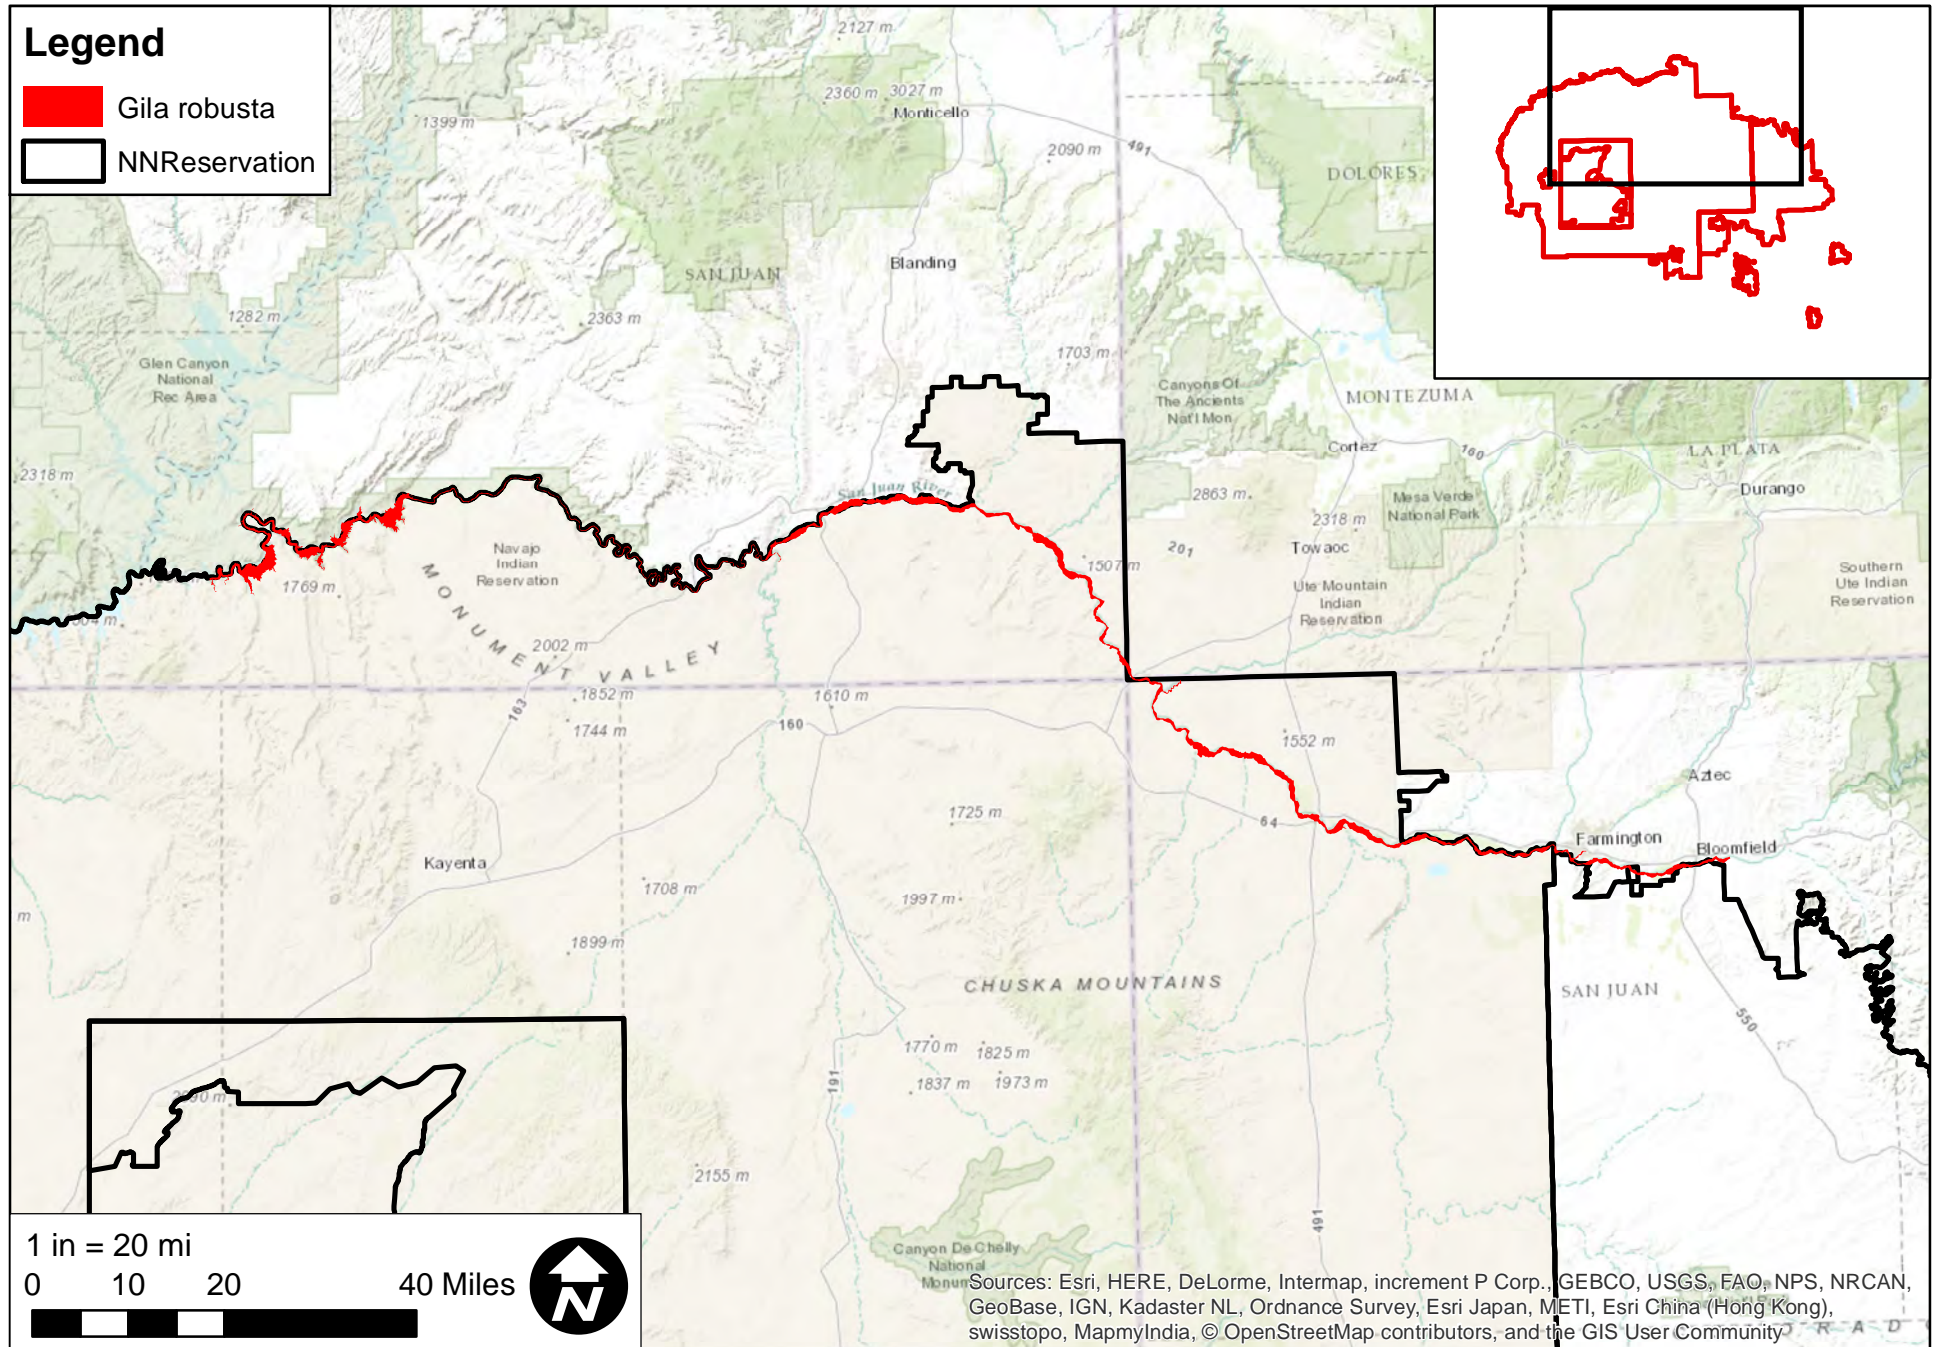 Legend
Gila robusta
NNReservation
2127 m
2360 m
3027 m
Monticello
1399 m
2090 m
491
DOLORES
SAN JUAN
Blanding
1282 m
2363 m
1703 m
Glen Canyon
National
Rec Area
Canyons Of
The Ancients
Nat'l Mon
MONTEZUMA
Cortez
160
LA PLATA
2318 m
San Juan River
2863 m
Mesa Verde
National Park
Durango
2318 m
201
Towaoc
Navajo
Indian
Reservation
1507 m
1769 m
Ute Mountain
Indian
Reservation
Southern
Ute Indian
Reservation
2002 m
MONUMENT VALLEY
1852 m
1610 m
163
1744 m
160
1552 m
Aztec
1725 m
64
Farmington
Bloomfield
Kayenta
1708 m
1997 m
m
1899 m
CHUSKA MOUNTAINS
SAN JUAN
550
1770 m
1825 m
1837 m
1973 m
191
2155 m
491
Canyon De Chelly
National
1 in = 20 mi
0 10 20 40 Miles
N
Sources: Esri, HERE, DeLorme, Intermap, increment P Corp., GEBCO, USGS, FAO, NPS, NRCAN,
GeoBase, IGN, Kadaster NL, Ordnance Survey, Esri Japan, METI, Esri China (Hong Kong),
swisstopo, MapmyIndia, © OpenStreetMap contributors, and the GIS User Community